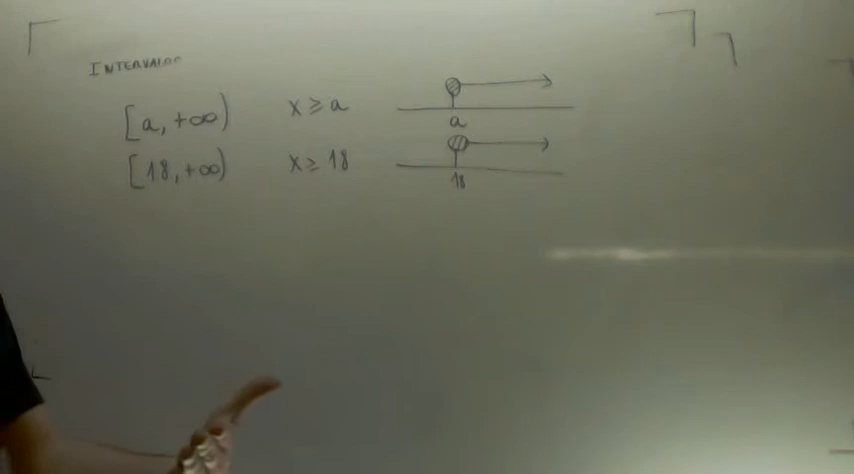 INTERVALOS
[a, +∞) x ≥ a a
[18, +∞) x ≥ 18 18